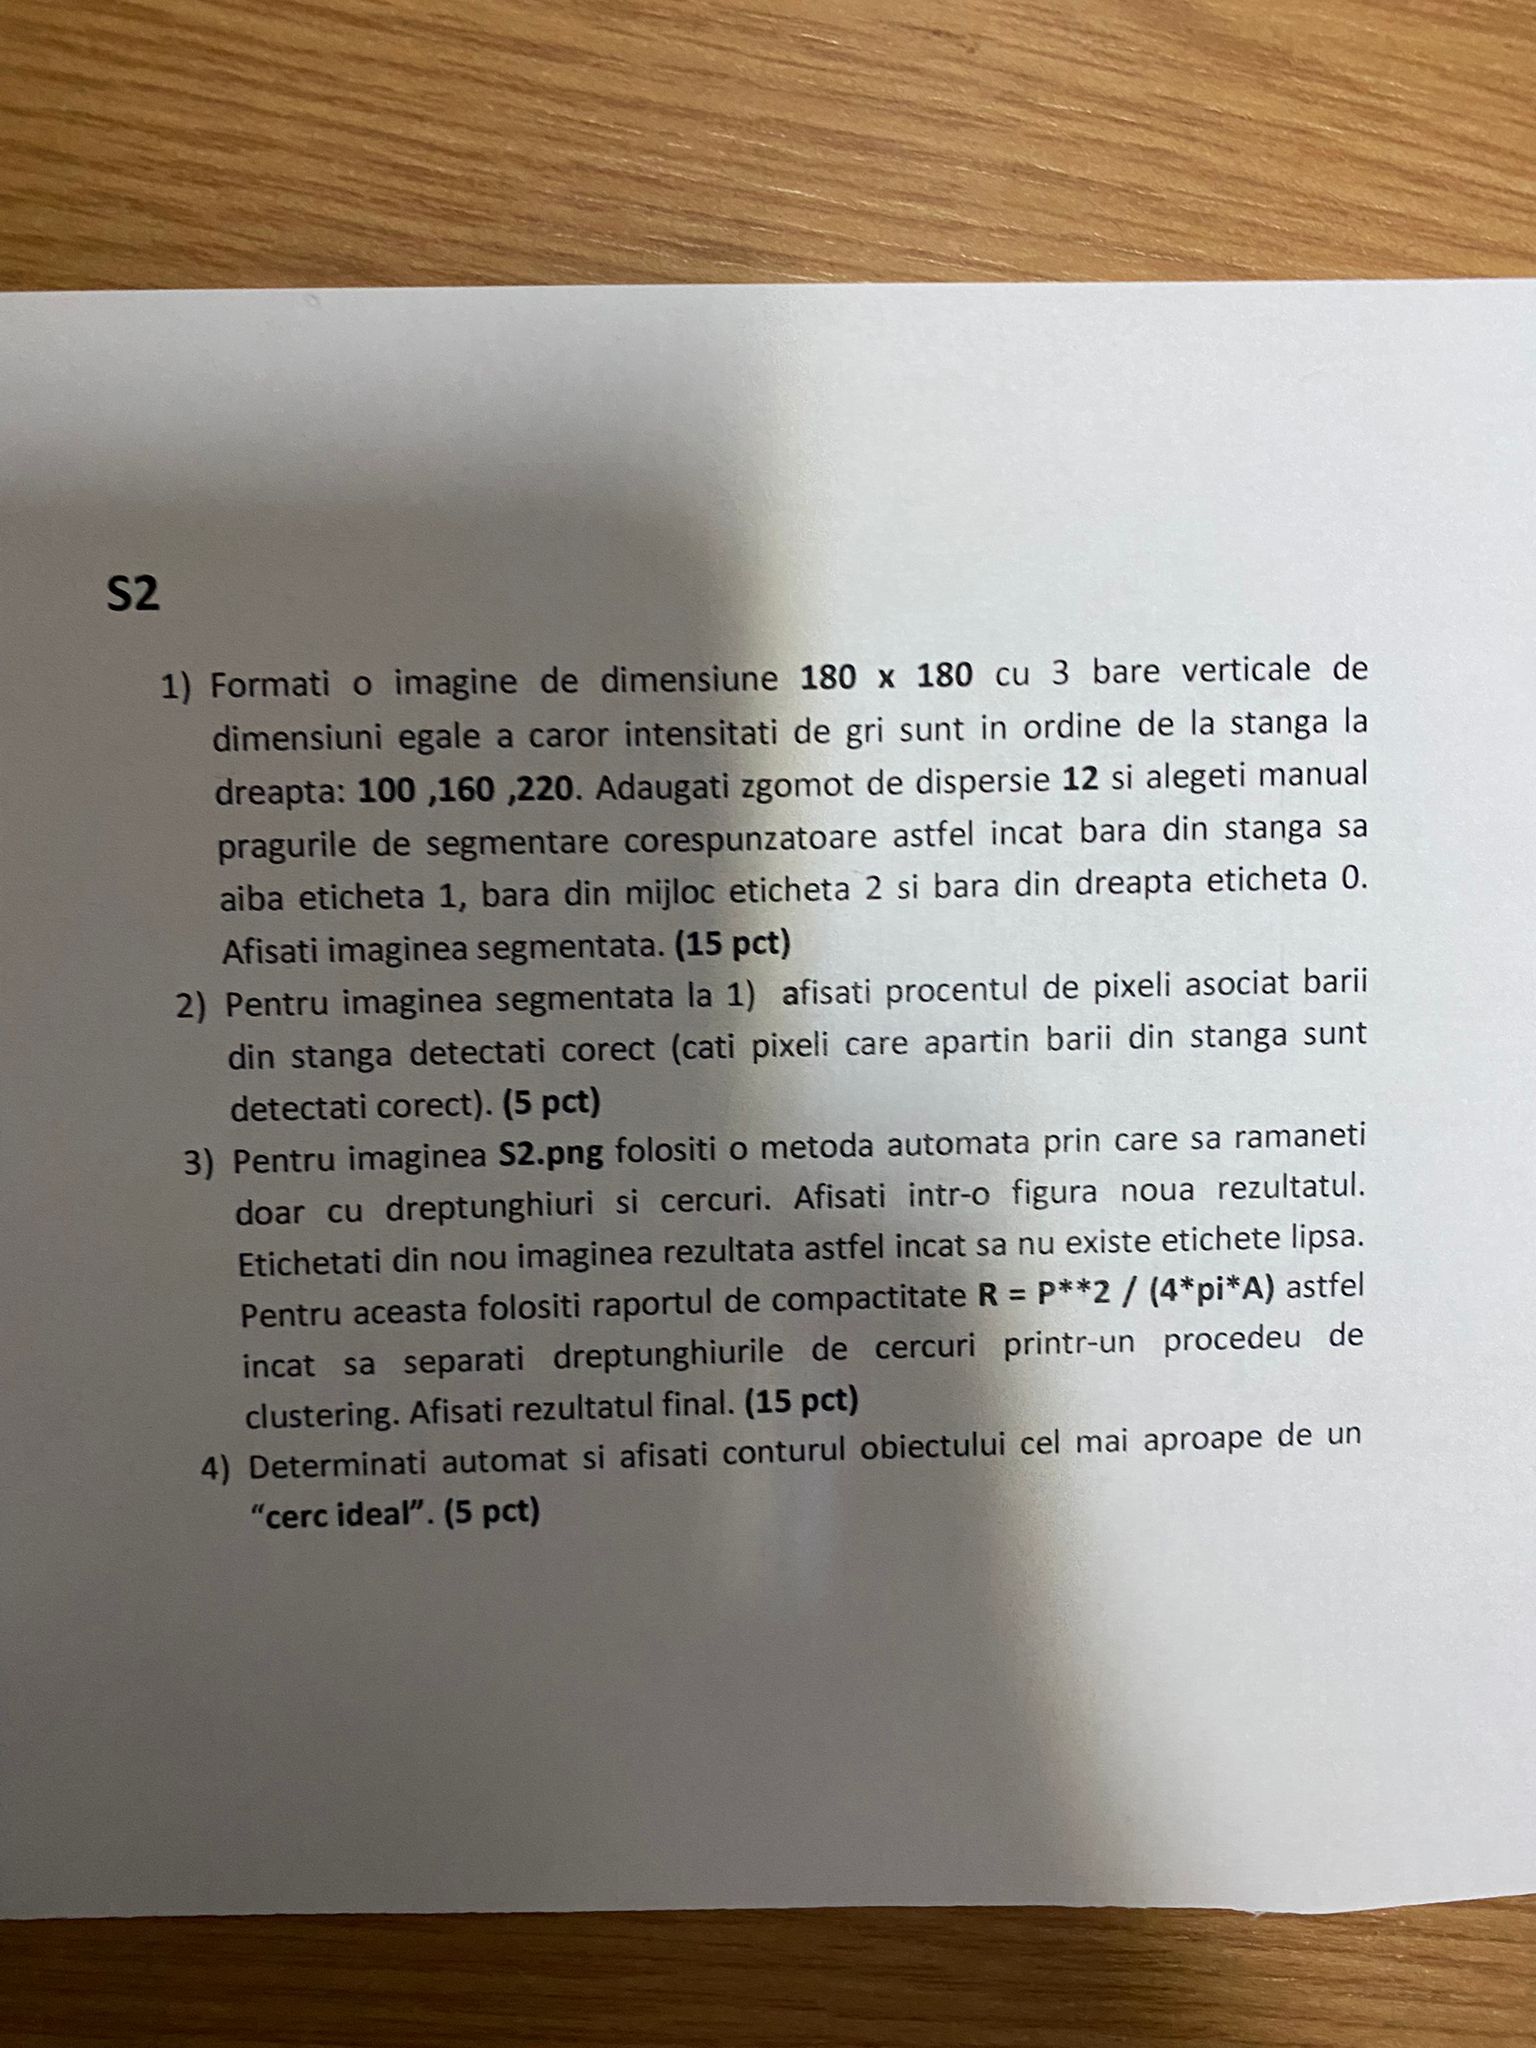 S2
1) Formati o imagine de dimensiune 180 x 180 cu 3 bare verticale de
dimensiuni egale a caror intensitati de gri sunt in ordine de la stanga la
dreapta: 100 ,160 ,220. Adaugati zgomot de dispersie 12 si alegeti manual
pragurile de segmentare corespunzatoare astfel incat bara din stanga sa
aiba eticheta 1, bara din mijloc eticheta 2 si bara din dreapta eticheta 0.
Afisati imaginea segmentata. (15 pct)
2) Pentru imaginea segmentata la 1) afisati procentul de pixeli asociat barii
din stanga detectati corect (cati pixeli care apartin barii din stanga sunt
detectati corect). (5 pct)
3) Pentru imaginea S2.png folositi o metoda automata prin care sa ramaneti
doar cu dreptunghiuri si cercuri. Afisati intr-o figura noua rezultatul.
Etichetati din nou imaginea rezultata astfel incat sa nu existe etichete lipsa.
Pentru aceasta folositi raportul de compactitate R = P**2 / (4*pi*A) astfel
incat sa separati dreptunghiurile de cercuri printr-un procedeu de
clustering. Afisati rezultatul final. (15 pct)
4) Determinati automat si afisati conturul obiectului cel mai aproape de un
“cerc ideal”. (5 pct)